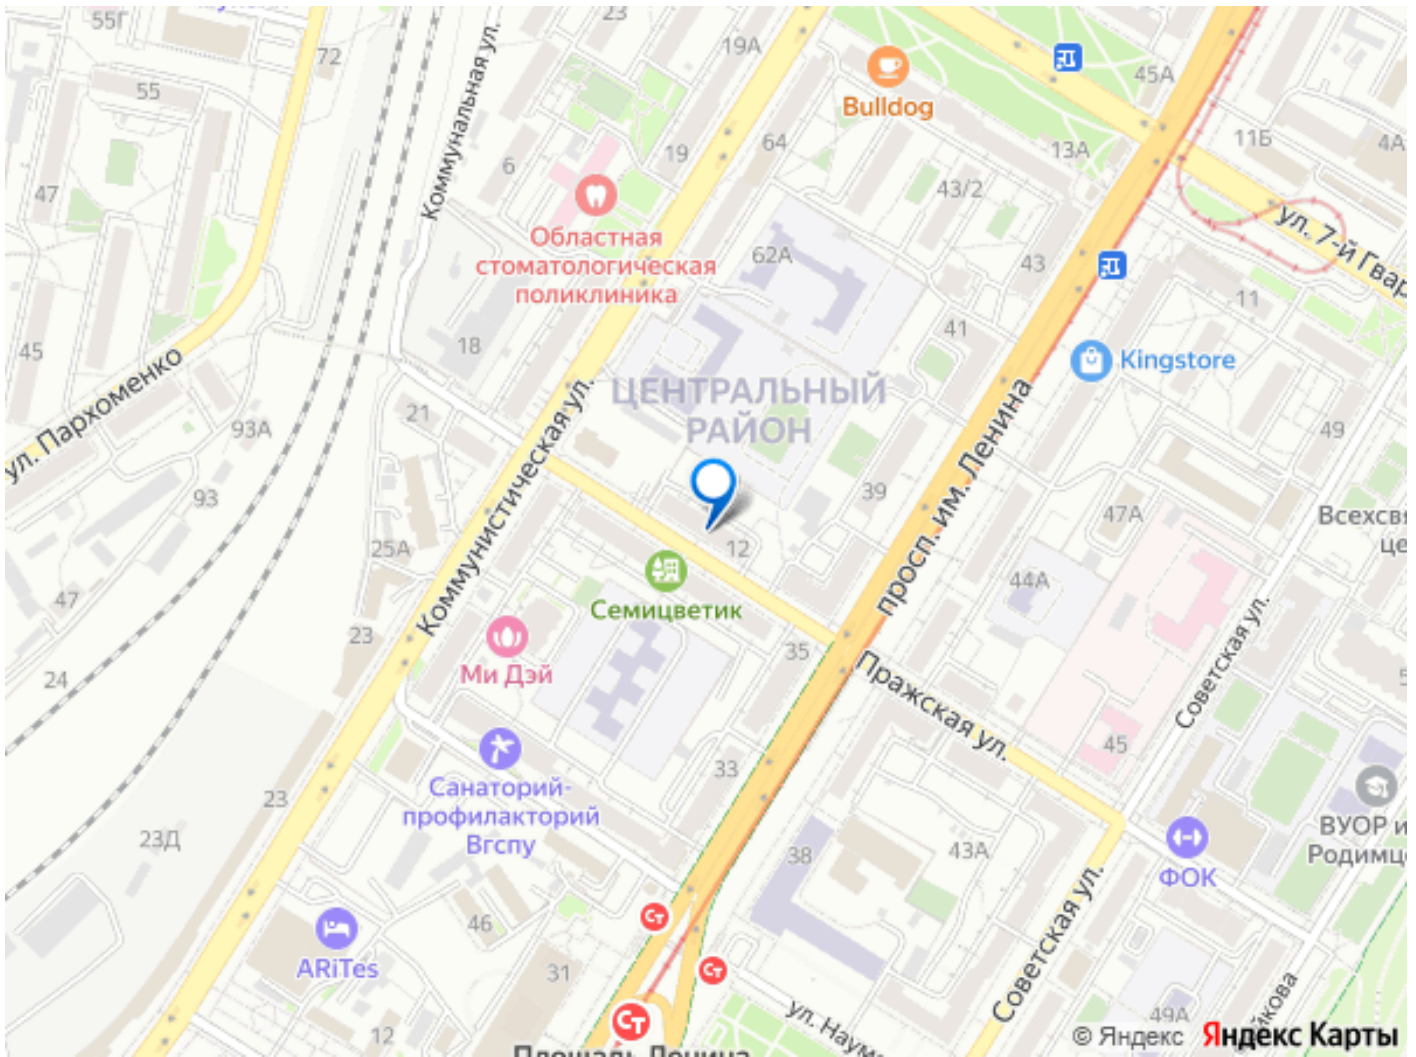 55Г
23
72
19А
45А
Коммунальная ул.
55
Bulldog
11Б
4А
64
13А
19
6
47
43/2
Областная
стоматологическая
поликлиника
62А
43
ул. 7-й Гвар
11
45
18
41
Kingstore
ул. Пархоменко
ЦЕНТРАЛЬНЫЙ
РАЙОН
21
93А
49
просп. им. Ленина
Коммунистическая ул.
93
39
47А
Всехсвя
це
25А
12
44А
47
Семицветик
23
35
Ми Дэй
24
Пражская ул.
Советская ул.
45
33
Санаторий-
профилакторий
Вгспу
23
23Д
38
43А
ВУОР и
Родимц
ФОК
46
ARiTes
31
Советская ул.
ул. Наум
12
49А
йкова
Площадь Ленина
© Яндекс Яндекс Карты